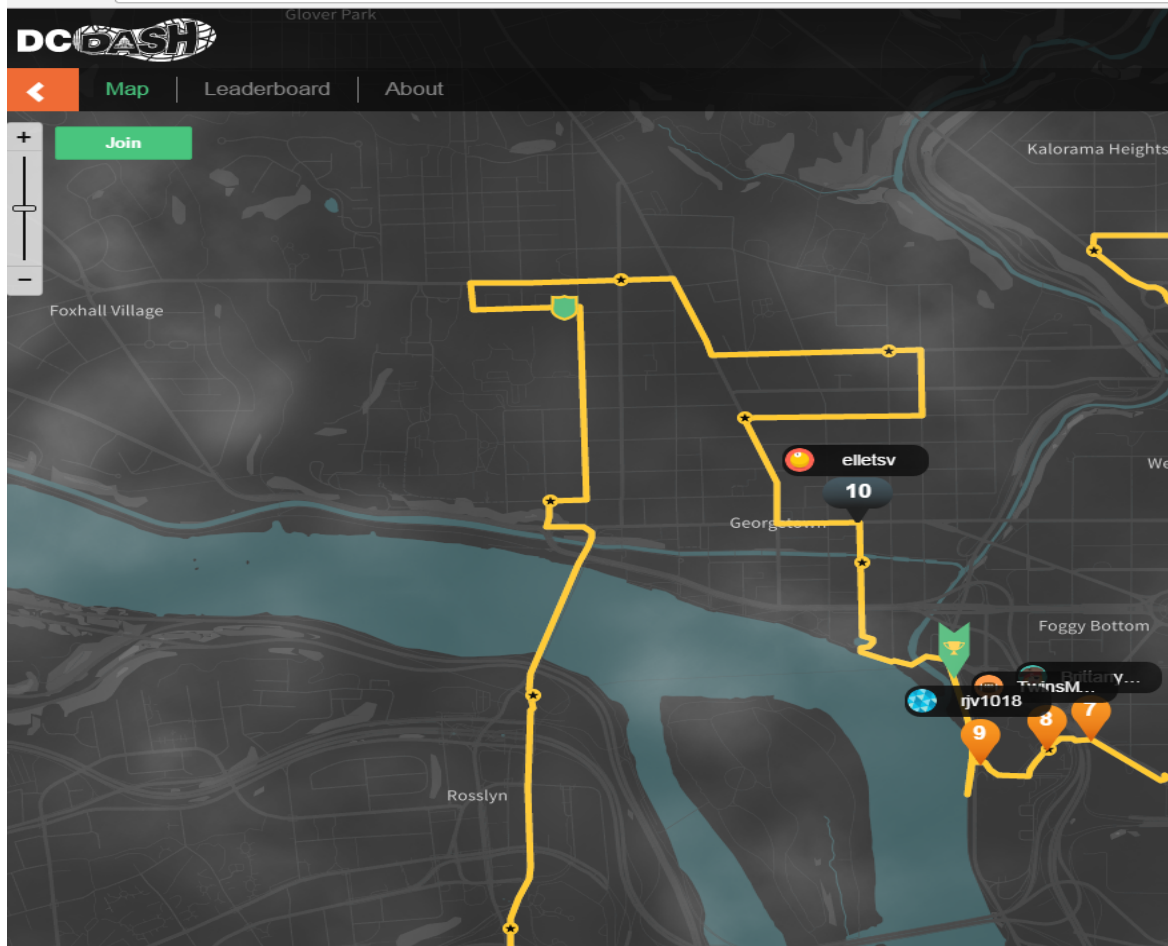 Glover Park
DC DASH
Map Leaderboard About
+
Join
Kalorama Heights
−
Foxhall Village
elletsv
10
Georgetown
Foggy Bottom
TwinsM...
rjv1018
9
8
7
Rosslyn